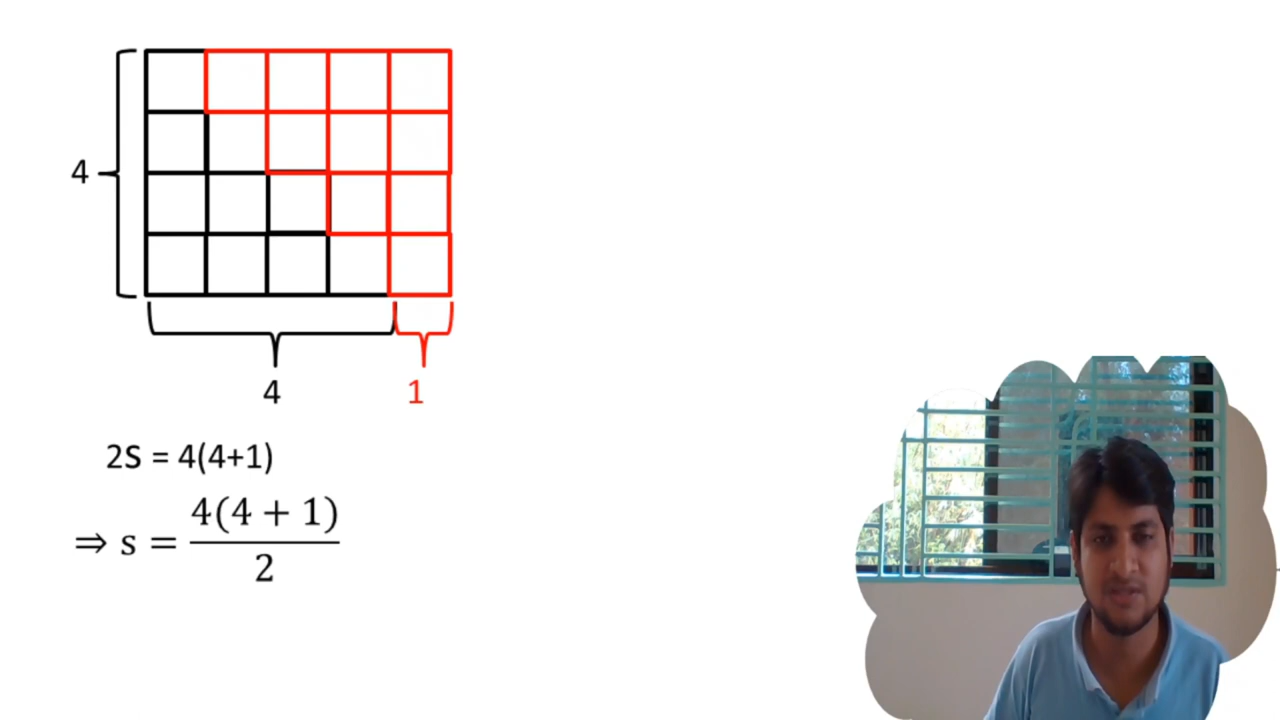 4
4 1
2S = 4(4+1)
⇒ s = 4(4 + 1)
2